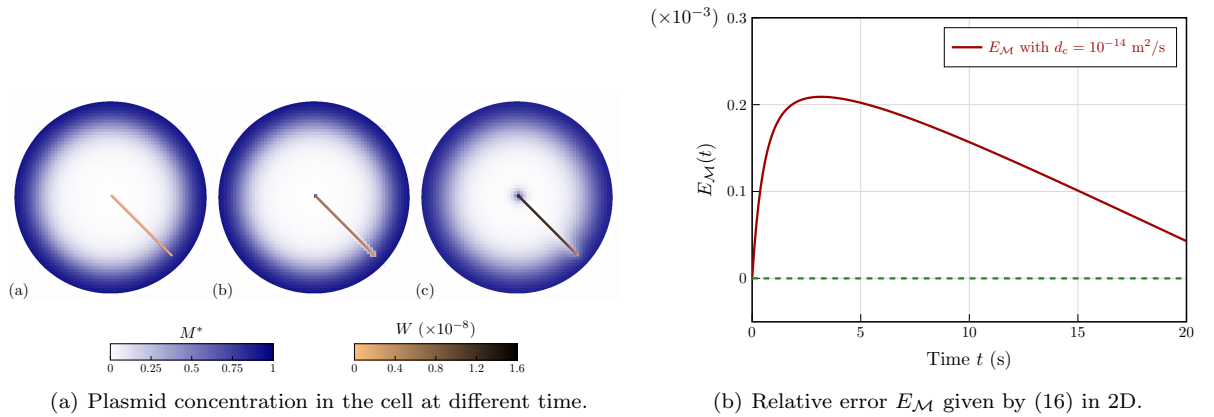 (a)
(b)
(c)
M*
0 0.25 0.5 0.75 1
W (×10⁻⁸)
0 0.4 0.8 1.2 1.6
(a) Plasmid concentration in the cell at different time.
(×10⁻³)
0.3
0.2
0.1
0
E_ℳ(t)
E_ℳ with d_c = 10⁻¹⁴ m²/s
0 5 10 15 20
Time t (s)
(b) Relative error E_ℳ given by (16) in 2D.